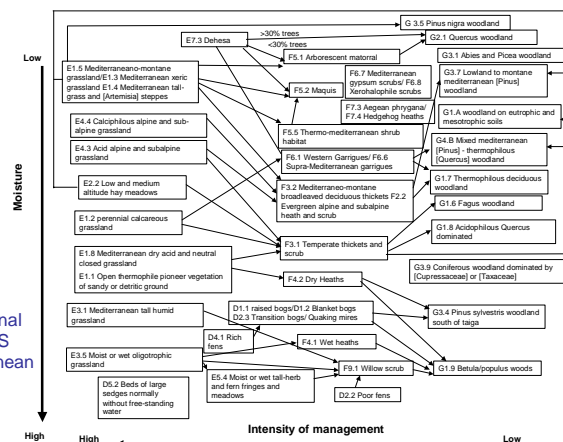 G 3.5 Pinus nigra woodland
>30% trees
E7.3 Dehesa
G2.1 Quercus woodland
<30% trees
F5.1 Arborescent matorral
G3.1 Abies and Picea woodland
Low
E1.5 Mediterraneo-montane
grassland/E1.3 Mediterranean xeric
grassland
E1.4 Mediterranean tall-
grass and [Artemisia] steppes
F5.2 Maquis
F6.7 Mediterranean
gypsum scrubs/ F6.8
Xerohalophile scrubs
G3.7 Lowland to montane
mediterranean [Pinus]
woodland
F7.3 Aegean phrygana/
F7.4 Hedgehog heaths
G1.A woodland on eutrophic and
mesotrophic soils
E4.4 Calciphilous alpine and sub-
alpine grassland
F5.5 Thermo-mediterranean shrub
habitat
G4.B Mixed mediterranean
[Pinus] - thermophilous
[Quercus] woodland
E4.3 Acid alpine and subalpine
grassland
F6.1 Western Garrigues/ F6.6
Supra-Mediterranean garrigues
E2.2 Low and medium
altitude hay meadows
F3.2 Mediterraneo-montane
broadleaved deciduous thickets F2.2
Evergreen alpine and subalpine
heath and scrub
G1.7 Thermophilous deciduous
woodland
Moisture
G1.6 Fagus woodland
E1.2 perennial calcareous
grassland
G1.8 Acidophilous Quercus
dominated
F3.1 Temperate thickets and
scrub
E1.8 Mediterranean dry acid and neutral
closed grassland
E1.1 Open thermophile pioneer vegetation
of sandy or detritic ground
G3.9 Coniferous woodland dominated by
[Cupressaceae] or [Taxaceae]
F4.2 Dry Heaths
E3.1 Mediterranean tall humid
grassland
D1.1 raised bogs/D1.2 Blanket bogs
D2.3 Transition bogs/ Quaking mires
G3.4 Pinus sylvestris woodland
south of taiga
nal
S
nean
D4.1 Rich
fens
F4.1 Wet heaths
E3.5 Moist or wet oligotrophic
grassland
F9.1 Willow scrub
G1.9 Betula/populus woods
E5.4 Moist or wet tall-herb
and fern fringes and
meadows
D5.2 Beds of large
sedges normally
without free-standing
water
D2.2 Poor fens
Intensity of management
High
High
Low